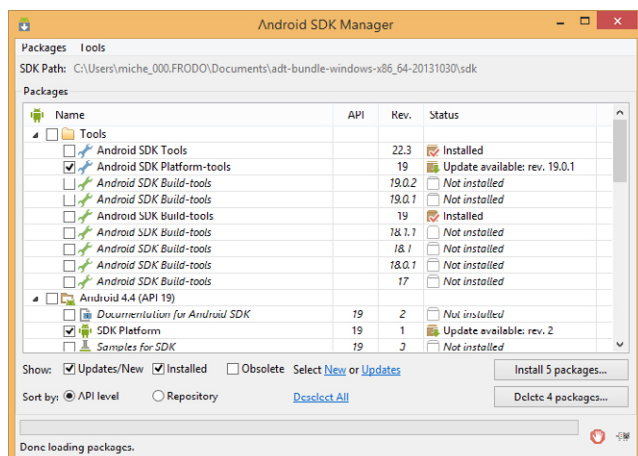 Android SDK Manager
Packages Tools
SDK Path: C:\Users\miche_000.FRODO\Documents\adt-bundle-windows-x86_64-20131030\sdk
Packages
Name API Rev. Status
Tools
Android SDK Tools 22.3 Installed
Android SDK Platform-tools 19 Update available: rev. 19.0.1
Android SDK Build-tools 19.0.2 Not installed
Android SDK Build-tools 19.0.1 Not installed
Android SDK Build-tools 19 Installed
Android SDK Build-tools 18.1.1 Not installed
Android SDK Build-tools 18.1 Not installed
Android SDK Build-tools 18.0.1 Not installed
Android SDK Build-tools 17 Not installed
Android 4.4 (API 19)
Documentation for Android SDK 19 2 Not installed
SDK Platform 19 1 Update available: rev. 2
Samples for SDK 19 3 Not installed
Show: Updates/New Installed Obsolete Select New or Updates Install 5 packages...
Sort by: API level Repository Deselect All Delete 4 packages...
Done loading packages.